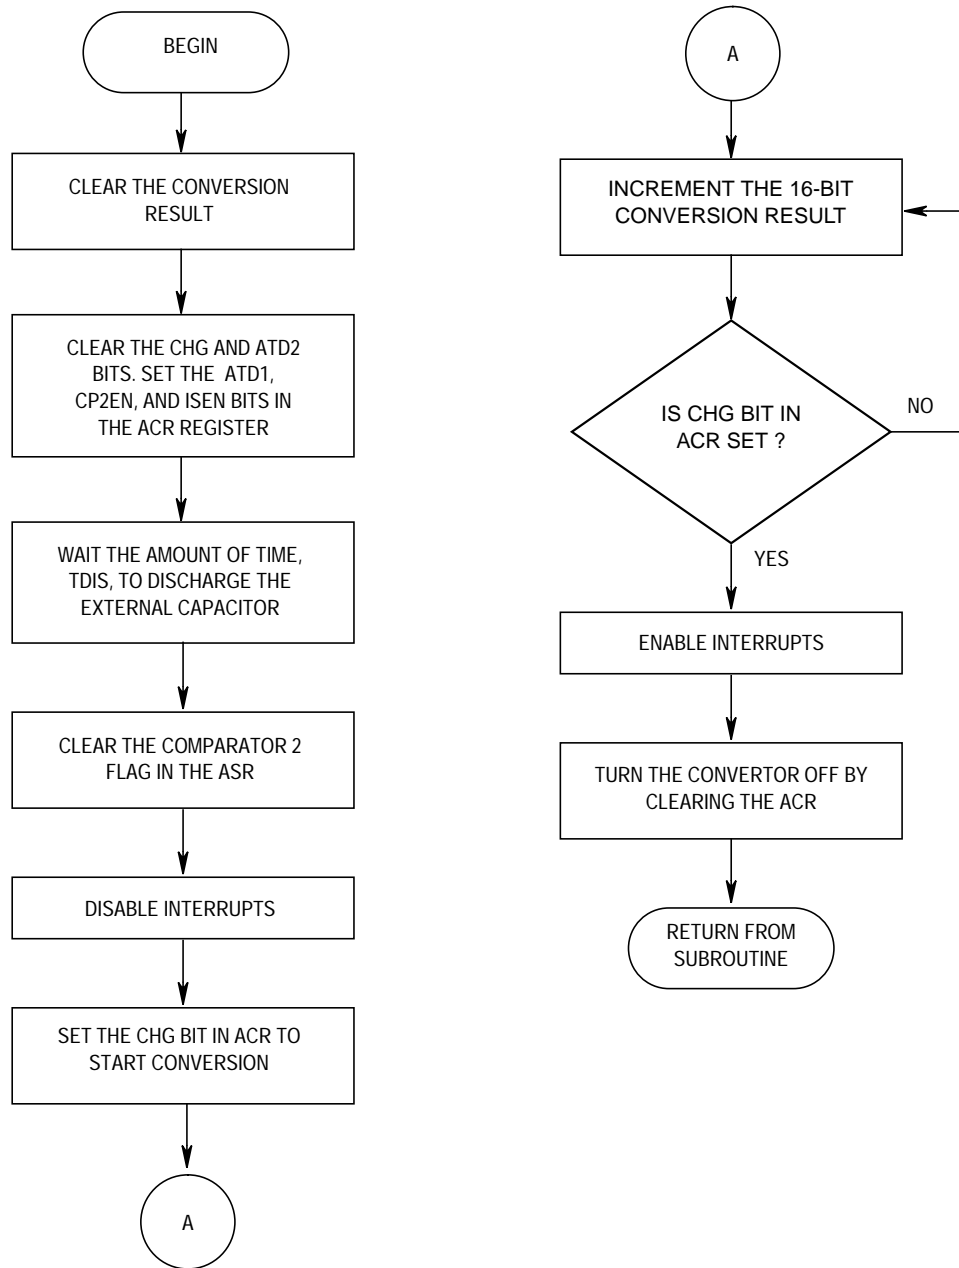 BEGIN
CLEAR THE CONVERSION
RESULT
CLEAR THE CHG AND ATD2
BITS. SET THE ATD1,
CP2EN, AND ISEN BITS IN
THE ACR REGISTER
WAIT THE AMOUNT OF TIME,
TDIS, TO DISCHARGE THE
EXTERNAL CAPACITOR
CLEAR THE COMPARATOR 2
FLAG IN THE ASR
DISABLE INTERRUPTS
SET THE CHG BIT IN ACR TO
START CONVERSION
A
A
INCREMENT THE 16-BIT
CONVERSION RESULT
IS CHG BIT IN
ACR SET ?
NO
YES
ENABLE INTERRUPTS
TURN THE CONVERTOR OFF BY
CLEARING THE ACR
RETURN FROM
SUBROUTINE